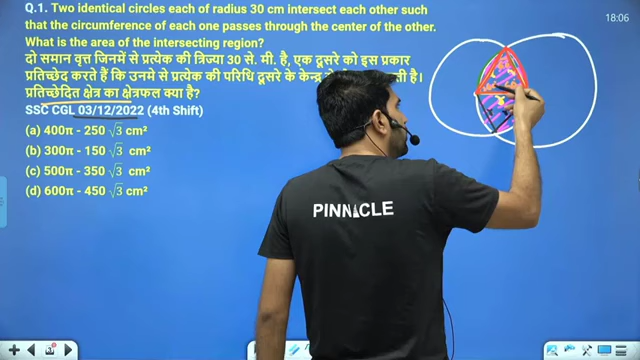 18:06
Q.1. Two identical circles each of radius 30 cm intersect each other such
that the circumference of each one passes through the center of the other.
What is the area of the intersecting region?
दो समान वृत्त जिनमें से प्रत्येक की त्रिज्या 30 से. मी. है, एक दूसरे को इस प्रकार
प्रतिच्छेद करते हैं कि उनमे से प्रत्येक की परिधि दूसरे के केन्द्र से है।
प्रतिच्छेदित क्षेत्र का क्षेत्रफल क्या है?
SSC CGL 03/12/2022 (4th Shift)
(a) 400π - 250 √3 cm²
(b) 300π - 150 √3 cm²
(c) 500π - 350 √3 cm²
(d) 600π - 450 √3 cm²
PINNACLE